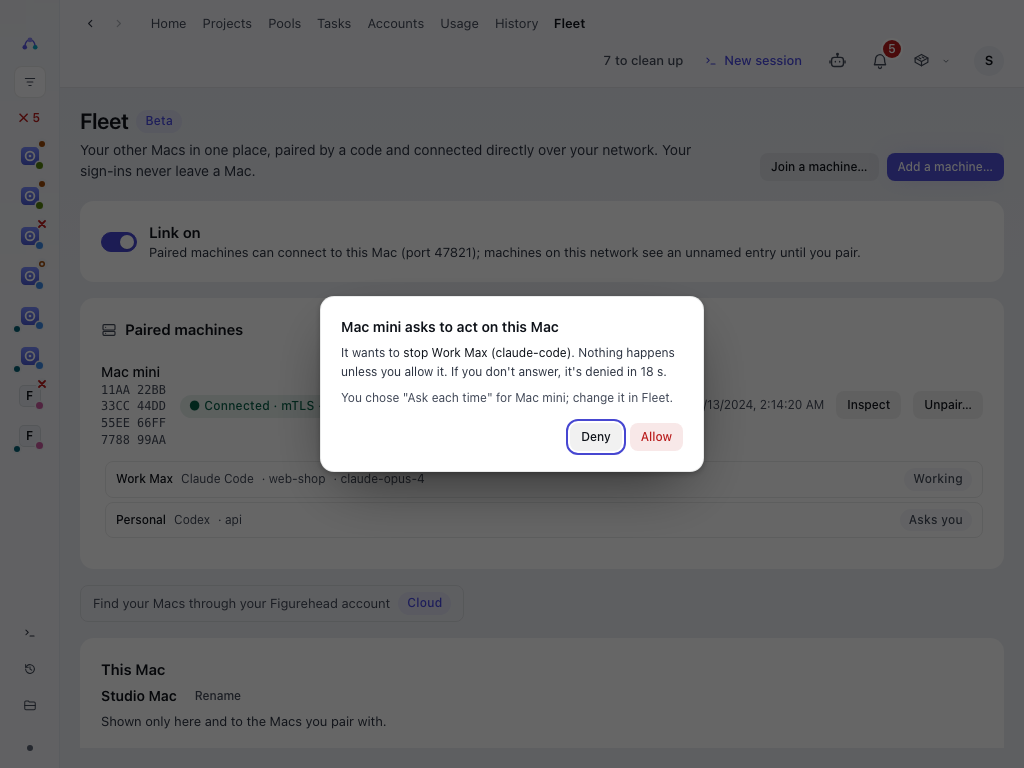 Home Projects Pools Tasks Accounts Usage History Fleet
7 to clean up New session 5 S
5
Fleet Beta
Your other Macs in one place, paired by a code and connected directly over your network. Your
sign-ins never leave a Mac.
Join a machine... Add a machine...
Link on
Paired machines can connect to this Mac (port 47821); machines on this network see an unnamed entry until you pair.
Paired machines
Mac mini asks to act on this Mac
It wants to stop Work Max (claude-code). Nothing happens
unless you allow it. If you don't answer, it's denied in 18 s.
You chose "Ask each time" for Mac mini; change it in Fleet.
Deny Allow
Mac mini
11AA 22BB
33CC 44DD
55EE 66FF
7788 99AA
Connected · mTLS ·
/13/2024, 2:14:20 AM Inspect Unpair...
F
F
Work Max Claude Code · web-shop · claude-opus-4 Working
Personal Codex · api Asks you
Find your Macs through your Figurehead account Cloud
This Mac
Studio Mac Rename
Shown only here and to the Macs you pair with.